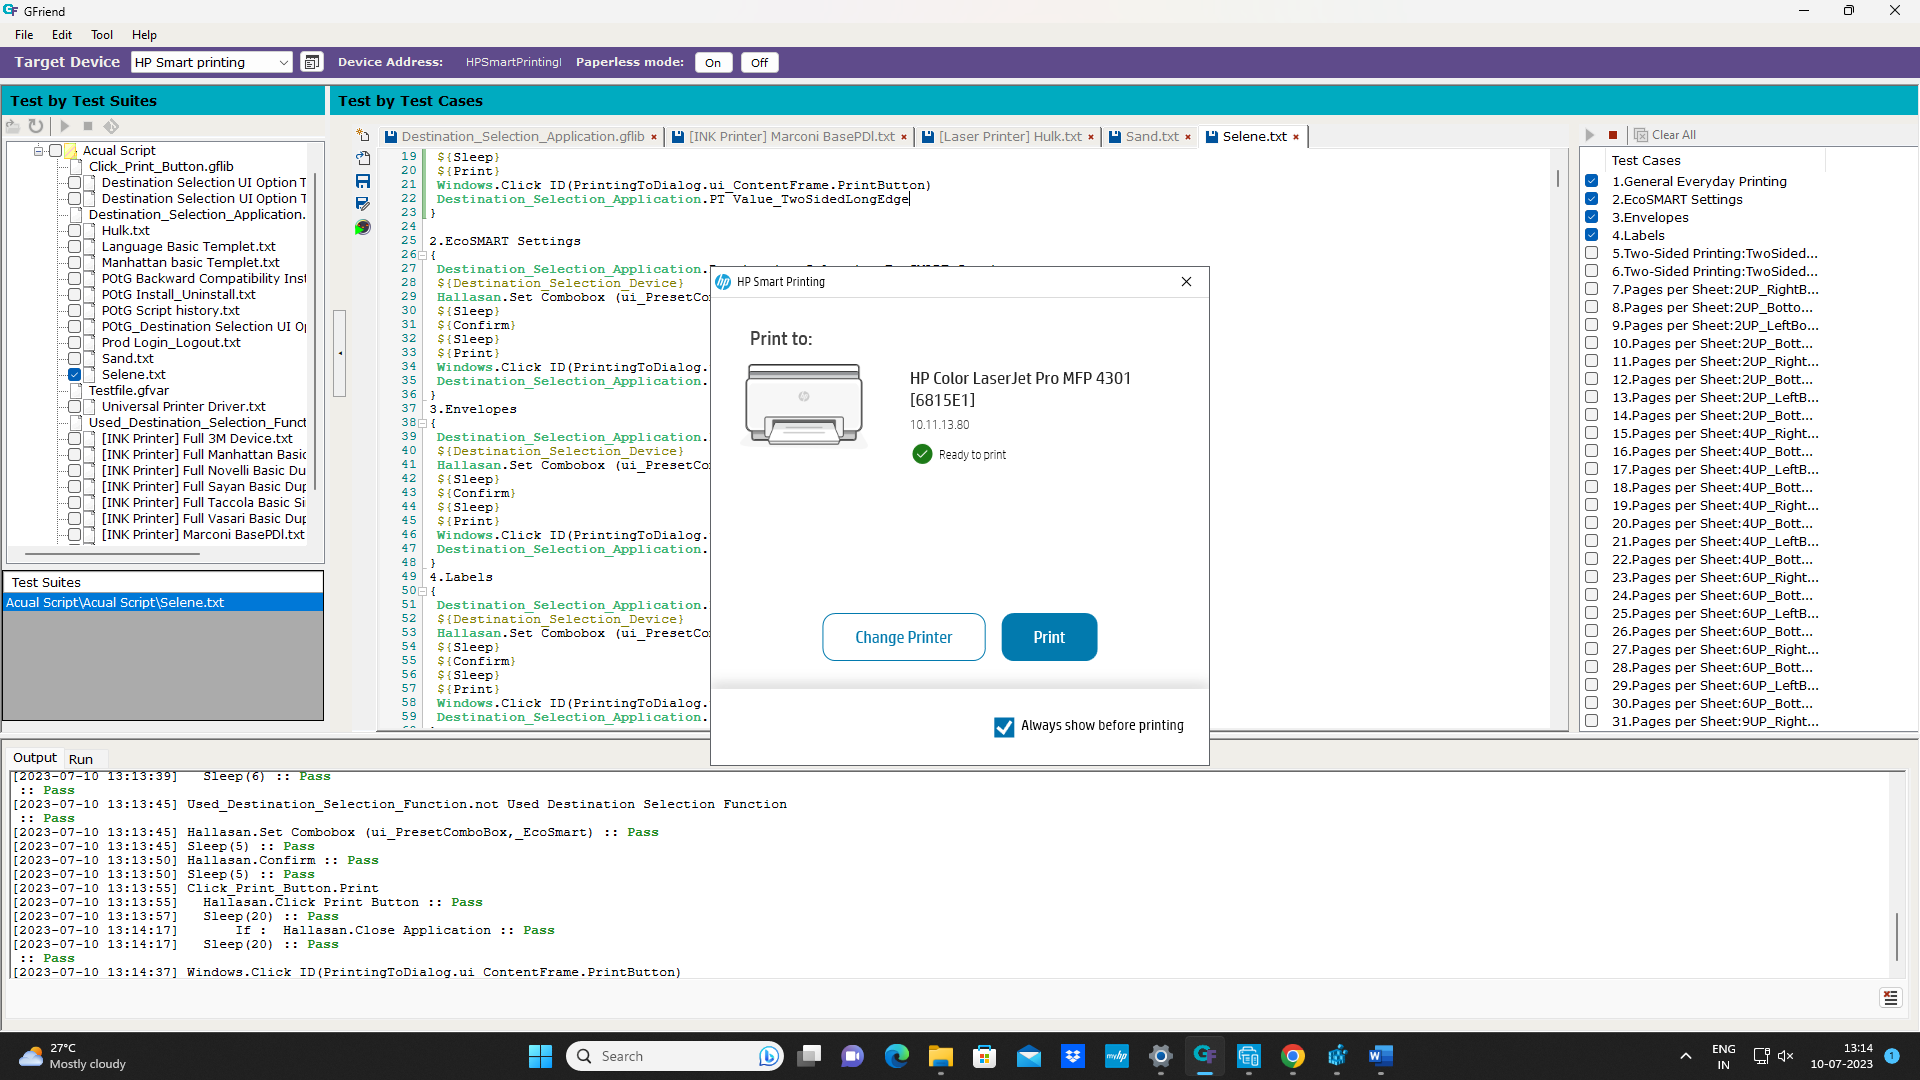 GFriend
File Edit Tool Help
Target Device HP Smart printing Device Address: HPSmartPrintingI Paperless mode: On Off
Test by Test Suites
Acual Script
Click_Print_Button.gflib
Destination Selection UI Option T
Destination Selection UI Option T
Destination_Selection_Application.
Hulk.txt
Language Basic Templet.txt
Manhattan basic Templet.txt
POtG Backward Compatibility Inst
POtG Install_Uninstall.txt
POtG Script history.txt
POtG_Destination Selection UI Op
Prod Login_Logout.txt
Sand.txt
Selene.txt
Testfile.gfvar
Universal Printer Driver.txt
Used_Destination_Selection_Funct
[INK Printer] Full 3M Device.txt
[INK Printer] Full Manhattan Basic
[INK Printer] Full Novelli Basic Du
[INK Printer] Full Sayan Basic Dup
[INK Printer] Full Taccola Basic Si
[INK Printer] Full Vasari Basic Dup
[INK Printer] Marconi BasePDl.txt
Test Suites
Acual Script\Acual Script\Selene.txt
Test by Test Cases
Destination_Selection_Application.gflib [INK Printer] Marconi BasePDl.txt [Laser Printer] Hulk.txt Sand.txt Selene.txt
19 ${Sleep}
20 ${Print}
21 Windows.Click ID(PrintingToDialog.ui_ContentFrame.PrintButton)
22 Destination_Selection_Application.PT Value_TwoSidedLongEdge
23 }
24
25 2.EcoSMART Settings
26 {
27 Destination_Selection_Application.
28 ${Destination_Selection_Device}
29 Hallasan.Set Combobox (ui_PresetCo
30 ${Sleep}
31 ${Confirm}
32 ${Sleep}
33 ${Print}
34 Windows.Click ID(PrintingToDialog.
35 Destination_Selection_Application.
36 }
37 3.Envelopes
38 {
39 Destination_Selection_Application.
40 ${Destination_Selection_Device}
41 Hallasan.Set Combobox (ui_PresetCo
42 ${Sleep}
43 ${Confirm}
44 ${Sleep}
45 ${Print}
46 Windows.Click ID(PrintingToDialog.
47 Destination_Selection_Application.
48 }
49 4.Labels
50 {
51 Destination_Selection_Application.
52 ${Destination_Selection_Device}
53 Hallasan.Set Combobox (ui_PresetCo
54 ${Sleep}
55 ${Confirm}
56 ${Sleep}
57 ${Print}
58 Windows.Click ID(PrintingToDialog.
59 Destination_Selection_Application.
hp HP Smart Printing
Print to:
HP Color LaserJet Pro MFP 4301
[6815E1]
10.11.13.80
Ready to print
Change Printer Print
Always show before printing
Clear All
Test Cases
1.General Everyday Printing
2.EcoSMART Settings
3.Envelopes
4.Labels
5.Two-Sided Printing:TwoSided...
6.Two-Sided Printing:TwoSided...
7.Pages per Sheet:2UP_RightB...
8.Pages per Sheet:2UP_Botto...
9.Pages per Sheet:2UP_LeftBo...
10.Pages per Sheet:2UP_Bott...
11.Pages per Sheet:2UP_Right...
12.Pages per Sheet:2UP_Bott...
13.Pages per Sheet:2UP_LeftB...
14.Pages per Sheet:2UP_Bott...
15.Pages per Sheet:4UP_Right...
16.Pages per Sheet:4UP_Bott...
17.Pages per Sheet:4UP_LeftB...
18.Pages per Sheet:4UP_Bott...
19.Pages per Sheet:4UP_Right...
20.Pages per Sheet:4UP_Bott...
21.Pages per Sheet:4UP_LeftB...
22.Pages per Sheet:4UP_Bott...
23.Pages per Sheet:6UP_Right...
24.Pages per Sheet:6UP_Bott...
25.Pages per Sheet:6UP_LeftB...
26.Pages per Sheet:6UP_Bott...
27.Pages per Sheet:6UP_Right...
28.Pages per Sheet:6UP_Bott...
29.Pages per Sheet:6UP_LeftB...
30.Pages per Sheet:6UP_Bott...
31.Pages per Sheet:9UP_Right...
Output Run
[2023-07-10 13:13:39] Sleep(6) :: Pass
:: Pass
[2023-07-10 13:13:45] Used_Destination_Selection_Function.not Used Destination Selection Function
:: Pass
[2023-07-10 13:13:45] Hallasan.Set Combobox (ui_PresetComboBox,_EcoSmart) :: Pass
[2023-07-10 13:13:45] Sleep(5) :: Pass
[2023-07-10 13:13:50] Hallasan.Confirm :: Pass
[2023-07-10 13:13:50] Sleep(5) :: Pass
[2023-07-10 13:13:55] Click_Print_Button.Print
[2023-07-10 13:13:55] Hallasan.Click Print Button :: Pass
[2023-07-10 13:13:57] Sleep(20) :: Pass
[2023-07-10 13:14:17] If : Hallasan.Close Application :: Pass
[2023-07-10 13:14:17] Sleep(20) :: Pass
:: Pass
[2023-07-10 13:14:37] Windows.Click ID(PrintingToDialog.ui_ContentFrame.PrintButton)
27°C
Mostly cloudy
Search
myhp
ENG
IN
13:14
10-07-2023
1